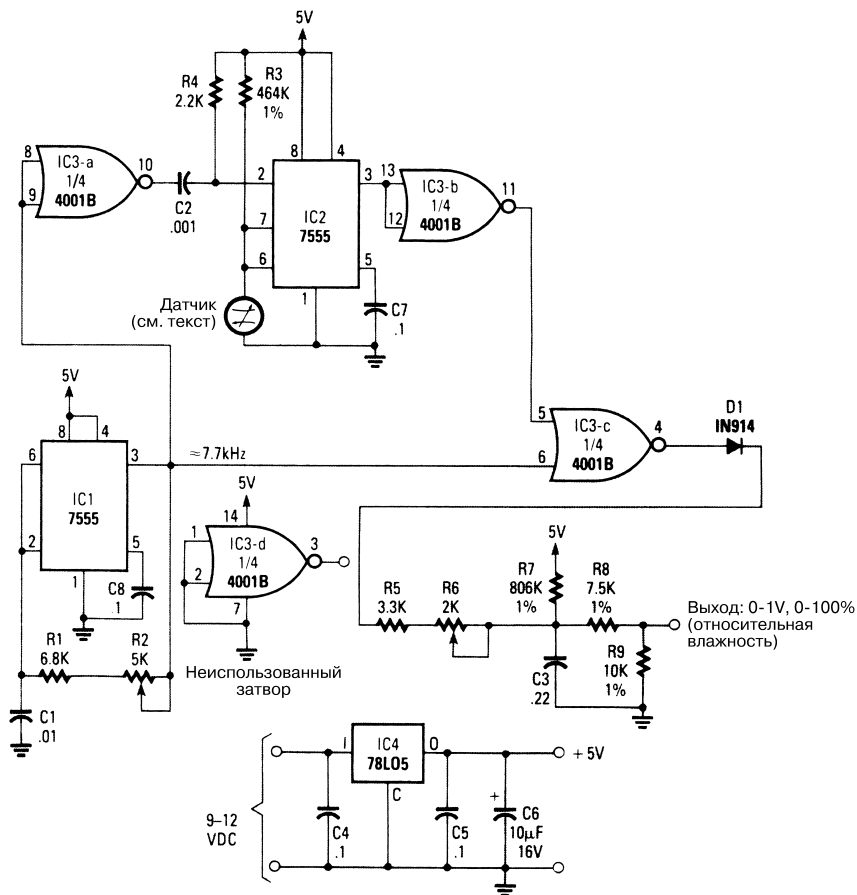 5V
R4
2.2K
R3
464K
1%
8
9
IC3-a
1/4
4001B
10
C2
.001
2
7
6
8
4
IC2
7555
3
5
1
13
12
IC3-b
1/4
4001B
11
C7
.1
Датчик
(см. текст)
5V
8
4
6
2
3
5
1
IC1
7555
C8
.1
≈7.7kHz
5V
14
1
2
IC3-d
1/4
4001B
3
7
Неиспользованный
затвор
5
6
IC3-c
1/4
4001B
4
D1
IN914
R1
6.8K
R2
5K
C1
.01
R5
3.3K
R6
2K
5V
R7
806K
1%
R8
7.5K
1%
C3
.22
R9
10K
1%
Выход: 0-1V, 0-100%
(относительная
влажность)
9–12
VDC
I
IC4
78LO5
O
C
+5V
C4
.1
C5
.1
+
C6
10µF
16V